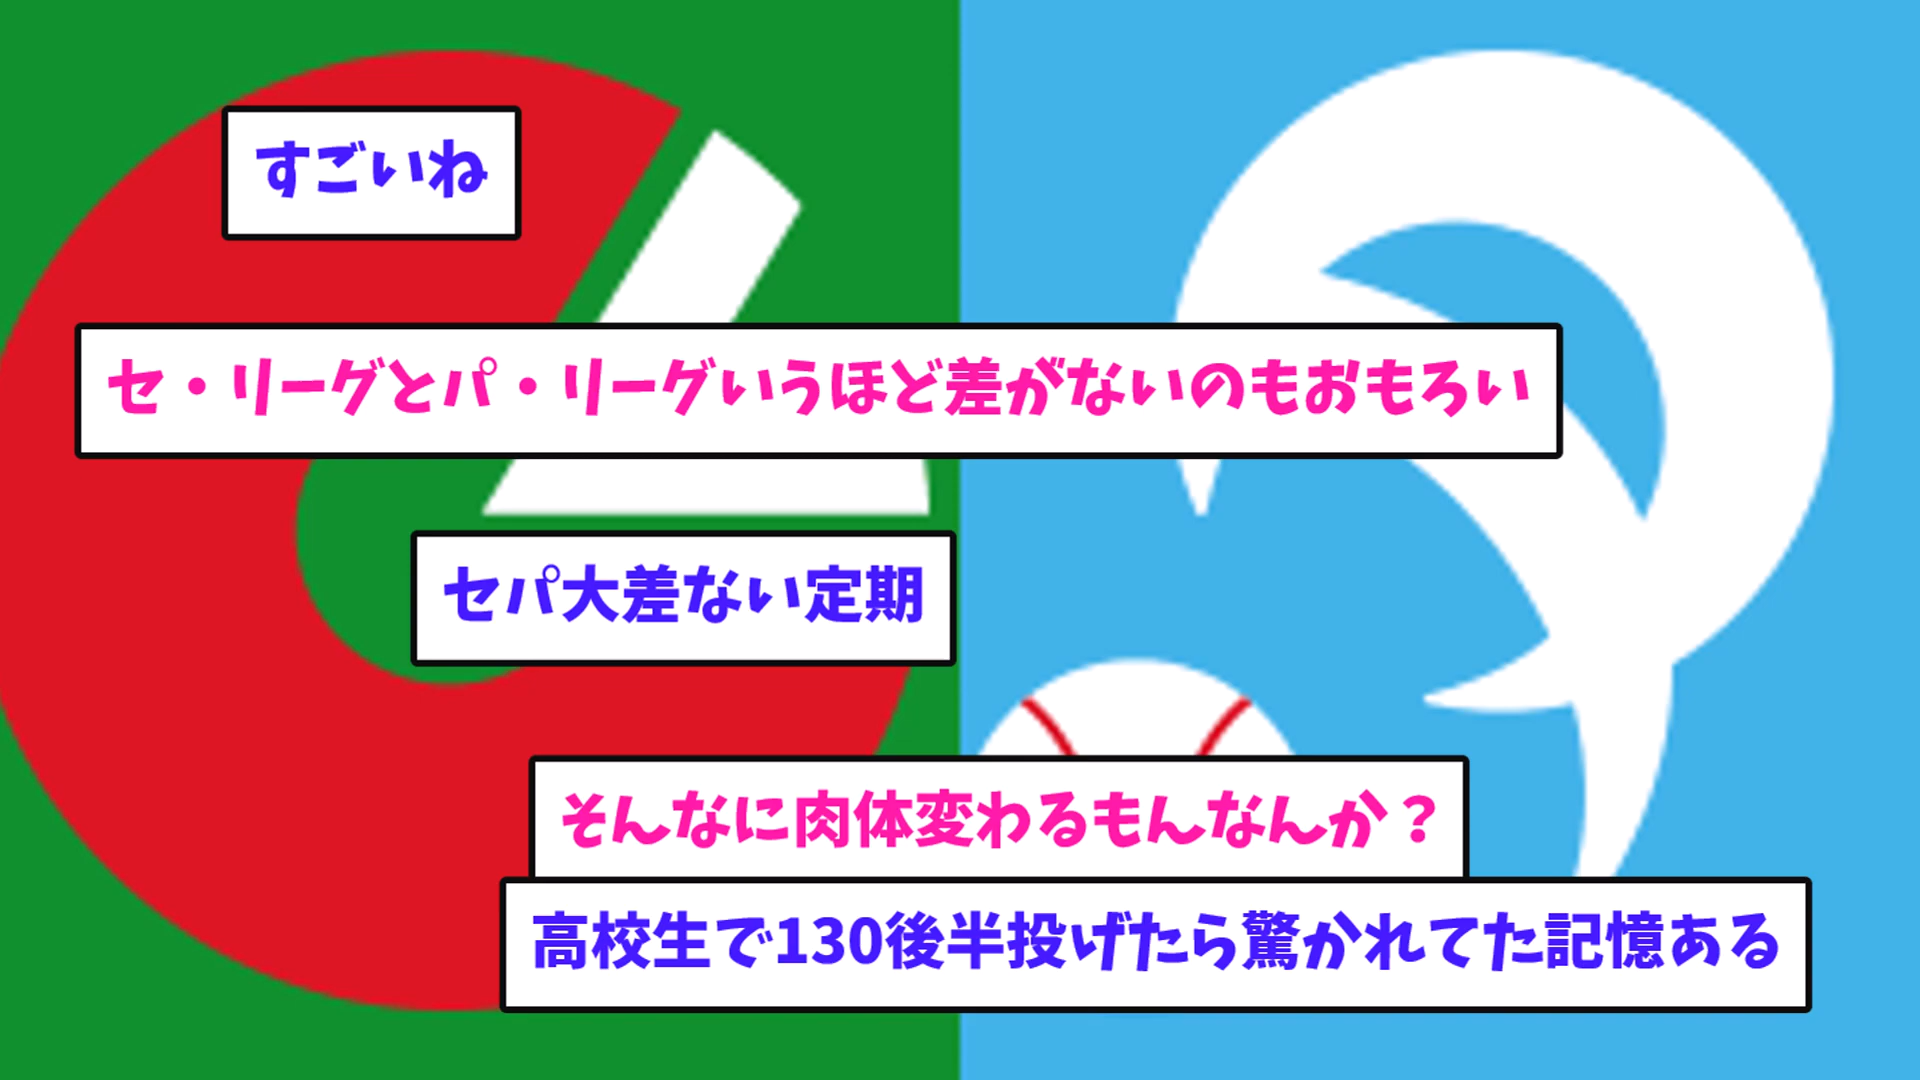 すごいね
セ・リーグとパ・リーグいうほど差がないのもおもろい
セパ大差ない定期
そんなに肉体変わるもんなんか？
高校生で130後半投げたら驚かれてた記憶ある